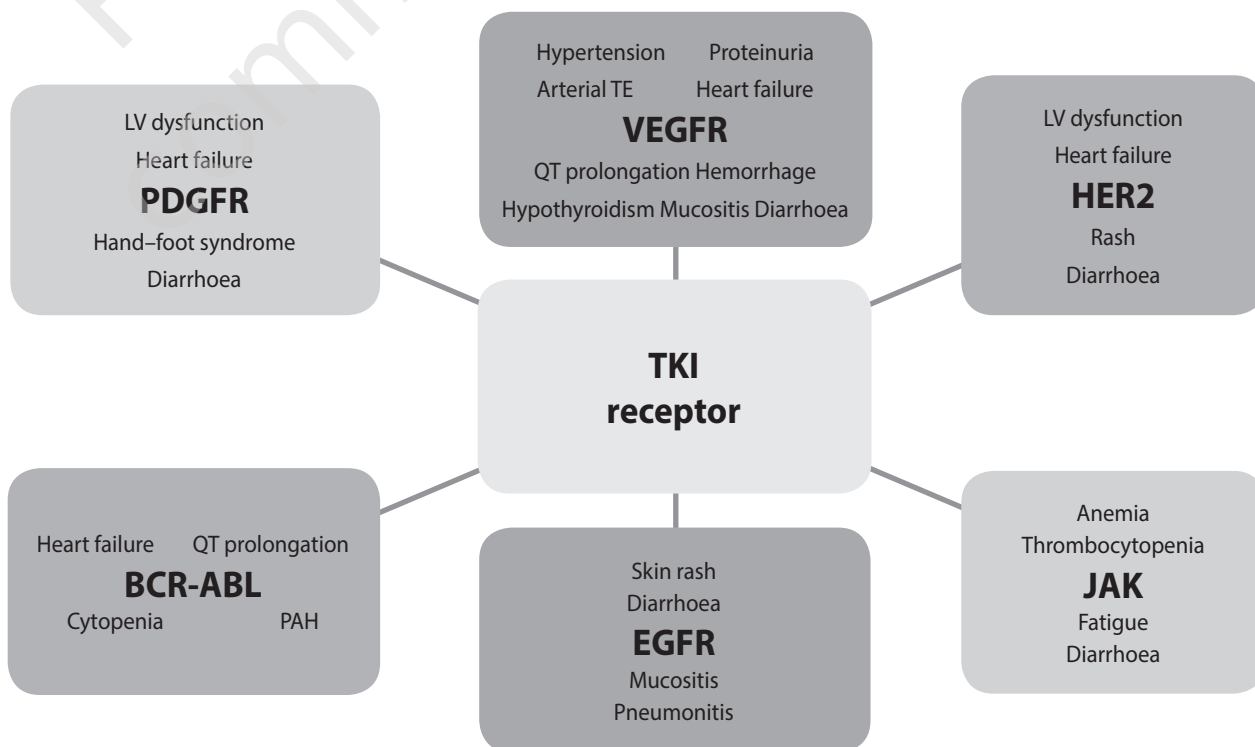 Hypertension Proteinuria
Arterial TE Heart failure
VEGFR
QT prolongation Hemorrhage
Hypothyroidism Mucositis Diarrhoea
LV dysfunction
Heart failure
PDGFR
Hand–foot syndrome
Diarrhoea
LV dysfunction
Heart failure
HER2
Rash
Diarrhoea
TKI
receptor
Heart failure QT prolongation
BCR-ABL
Cytopenia PAH
Skin rash
Diarrhoea
EGFR
Mucositis
Pneumonitis
Anemia
Thrombocytopenia
JAK
Fatigue
Diarrhoea